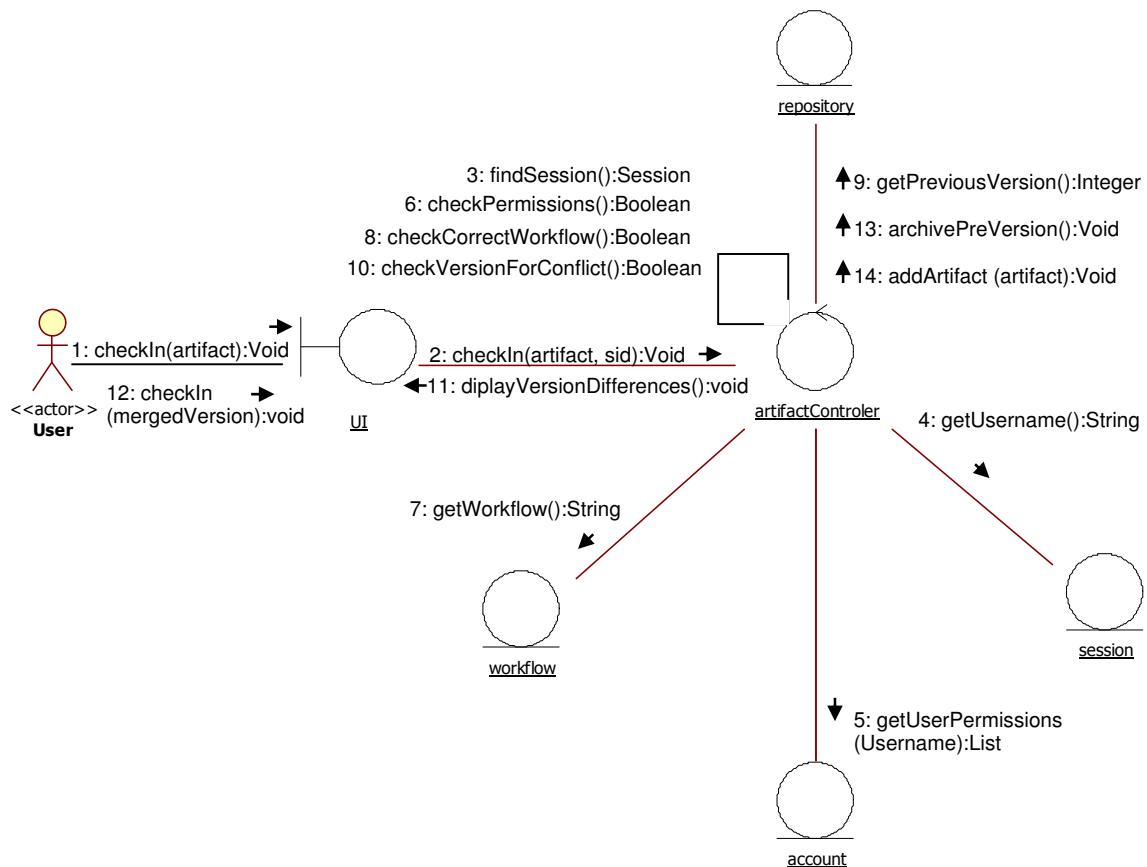 repository
3: findSession():Session
6: checkPermissions():Boolean
8: checkCorrectWorkflow():Boolean
10: checkVersionForConflict():Boolean
9: getPreviousVersion():Integer
13: archivePreVersion():Void
14: addArtifact (artifact):Void
1: checkIn(artifact):Void
12: checkIn
(mergedVersion):void
<<actor>>
User
UI
2: checkIn(artifact, sid):Void
11: diplayVersionDifferences():void
artifactControler
4: getUsername():String
7: getWorkflow():String
workflow
session
5: getUserPermissions
(Username):List
account